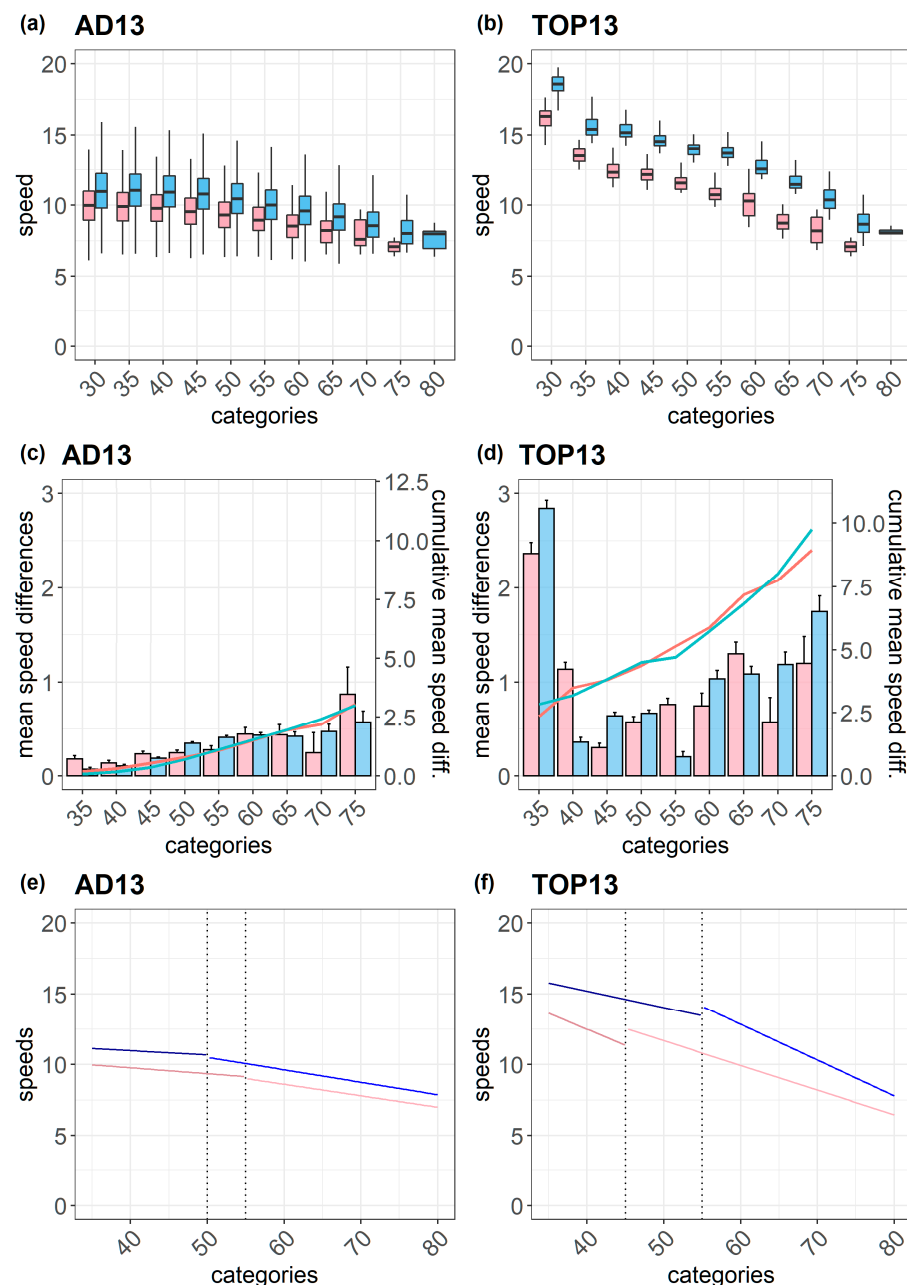 (a) AD13
speed
20
15
10
5
0
30 35 40 45 50 55 60 65 70 75 80
categories
(b) TOP13
speed
20
15
10
5
0
30 35 40 45 50 55 60 65 70 75 80
categories
(c) AD13
mean speed differences
3
2
1
0
12.5
10.0
7.5
5.0
2.5
0.0
cumulative mean speed diff.
35 40 45 50 55 60 65 70 75
categories
(d) TOP13
mean speed differences
3
2
1
0
10.0
7.5
5.0
2.5
0.0
cumulative mean speed diff.
35 40 45 50 55 60 65 70 75
categories
(e) AD13
speeds
20
15
10
5
0
40 50 60 70 80
categories
(f) TOP13
speeds
20
15
10
5
0
40 50 60 70 80
categories